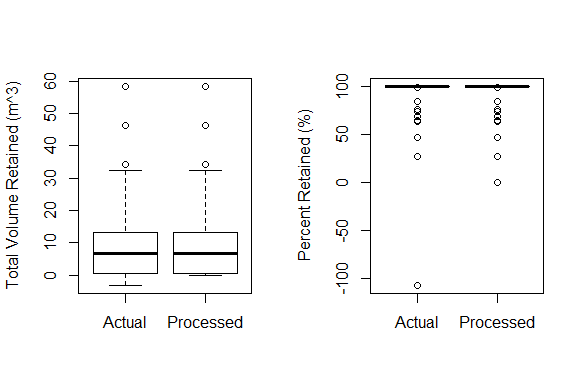 Total Volume Retained (m^3)
60
50
40
30
20
10
0
Actual
Processed
Percent Retained (%)
100
50
0
-50
-100
Actual
Processed